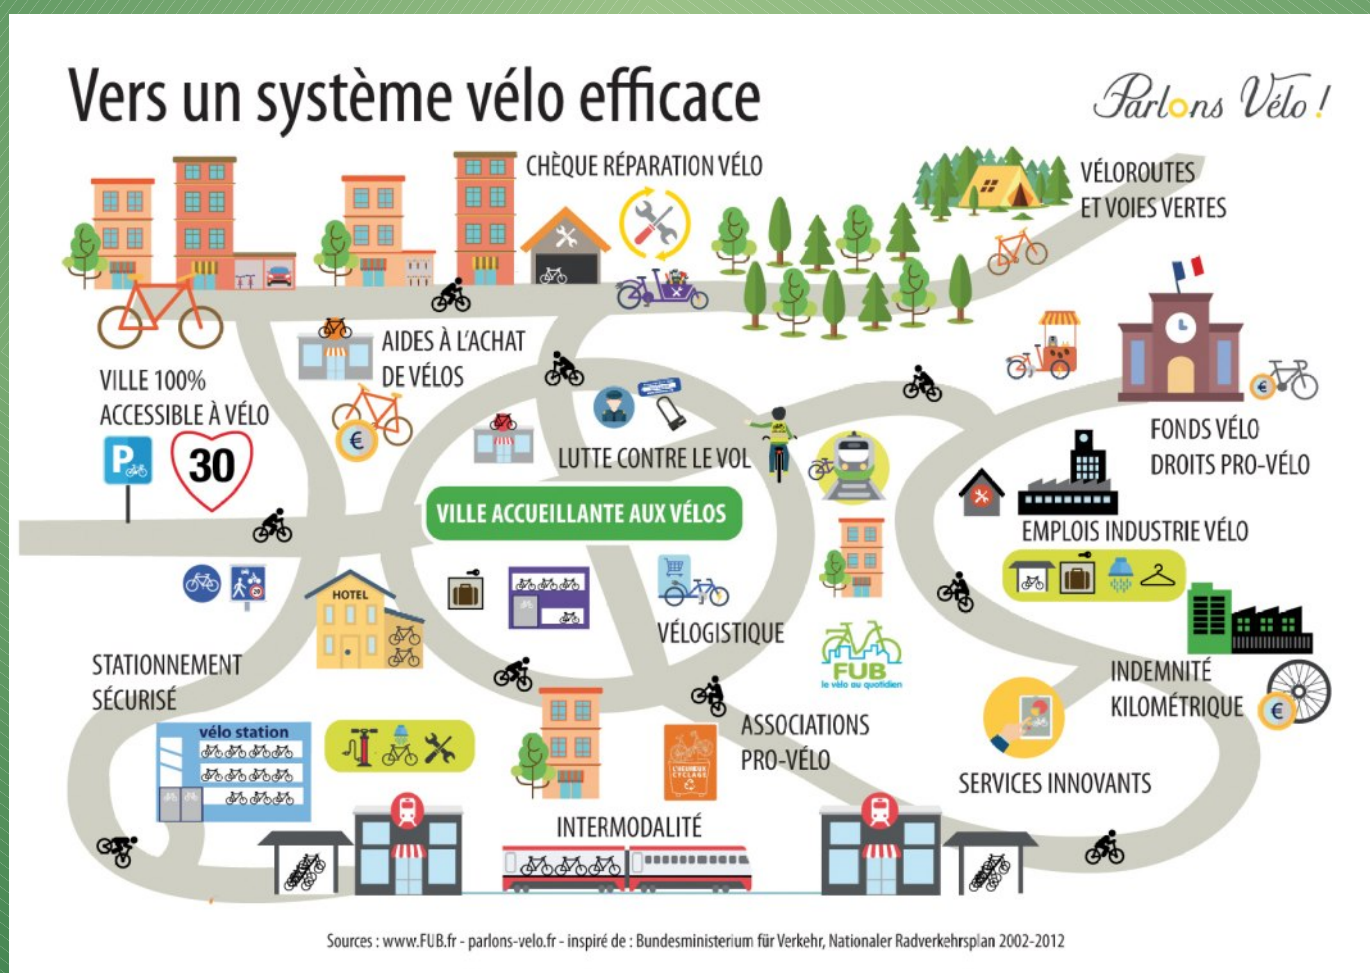 Vers un système vélo efficace
Parlons Vélo !
CHÈQUE RÉPARATION VÉLO
VÉLOROUTES
ET VOIES VERTES
AIDES À L'ACHAT
DE VÉLOS
VILLE 100%
ACCESSIBLE À VÉLO
P
30
€
LUTTE CONTRE LE VOL
€
FONDS VÉLO
DROITS PRO-VÉLO
VILLE ACCUEILLANTE AUX VÉLOS
EMPLOIS INDUSTRIE VÉLO
HOTEL
VÉLOGISTIQUE
FUB
le vélo au quotidien
STATIONNEMENT
SÉCURISÉ
INDEMNITÉ
KILOMÉTRIQUE
€
vélo station
ASSOCIATIONS
PRO-VÉLO
L'HEUREUX
CYCLAGE
SERVICES INNOVANTS
INTERMODALITÉ
Sources : www.FUB.fr - parlons-velo.fr - inspiré de : Bundesministerium für Verkehr, Nationaler Radverkehrsplan 2002-2012